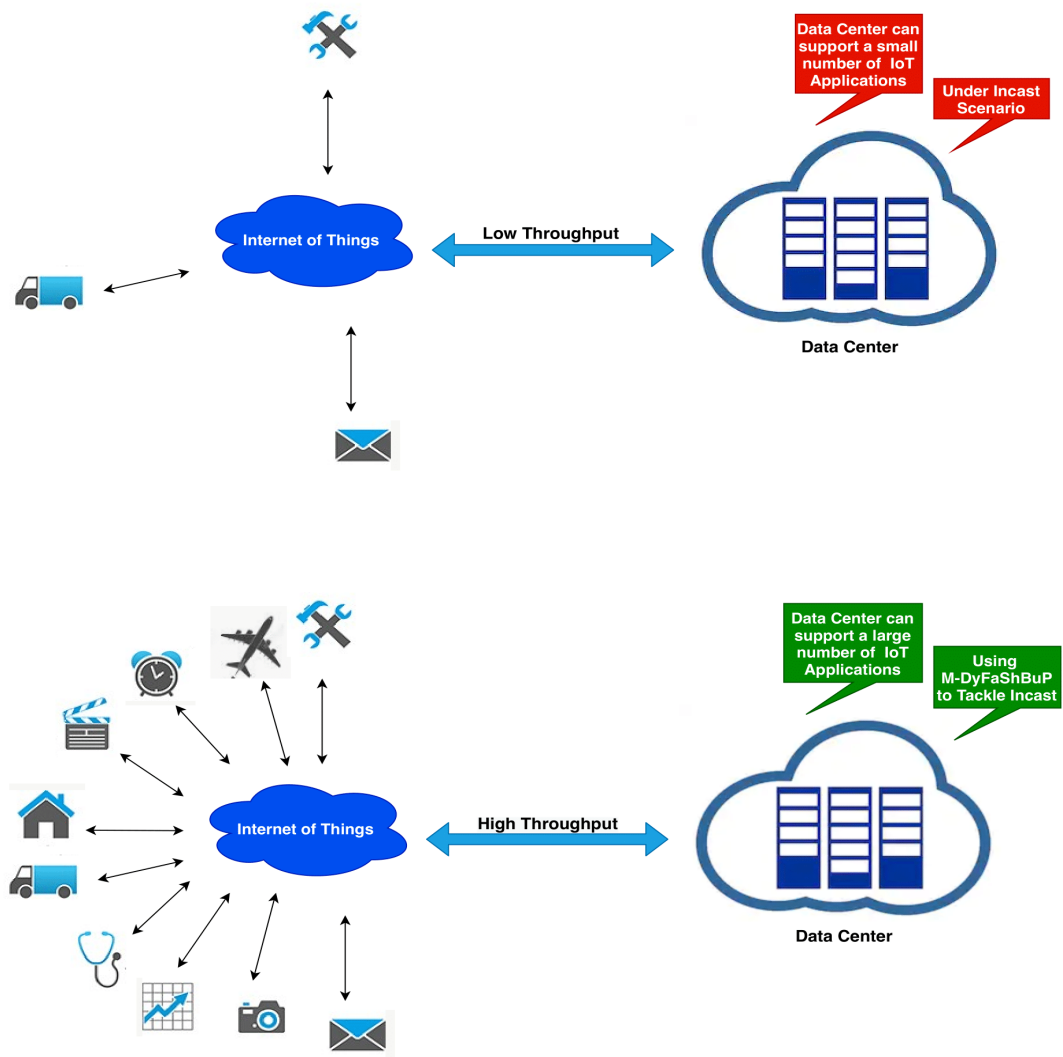 Data Center can
support a small
number of IoT
Applications
Under Incast
Scenario
Internet of Things
Low Throughput
Data Center
Data Center can
support a large
number of IoT
Applications
Using
M-DyFaShBuP
to Tackle Incast
Internet of Things
High Throughput
Data Center